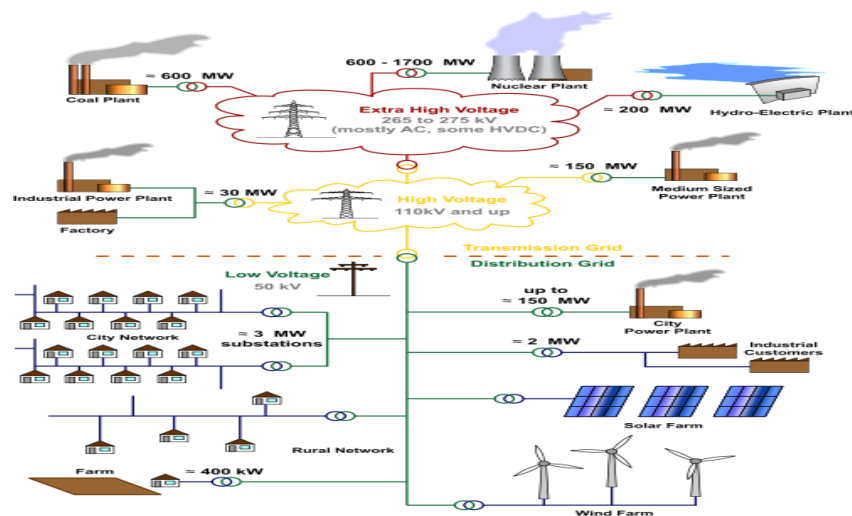 600 - 1700 MW
Nuclear Plant
≈ 600 MW
Coal Plant
Extra High Voltage
265 to 275 kV
(mostly AC, some HVDC)
≈ 200 MW
Hydro-Electric Plant
≈ 150 MW
Medium Sized
Power Plant
Industrial Power Plant
≈ 30 MW
Factory
High Voltage
110kV and up
Transmission Grid
Distribution Grid
Low Voltage
50 kV
up to
≈ 150 MW
City
Power Plant
City Network
≈ 3 MW
substations
≈ 2 MW
Industrial
Customers
Solar Farm
Rural Network
Farm
≈ 400 kW
Wind Farm